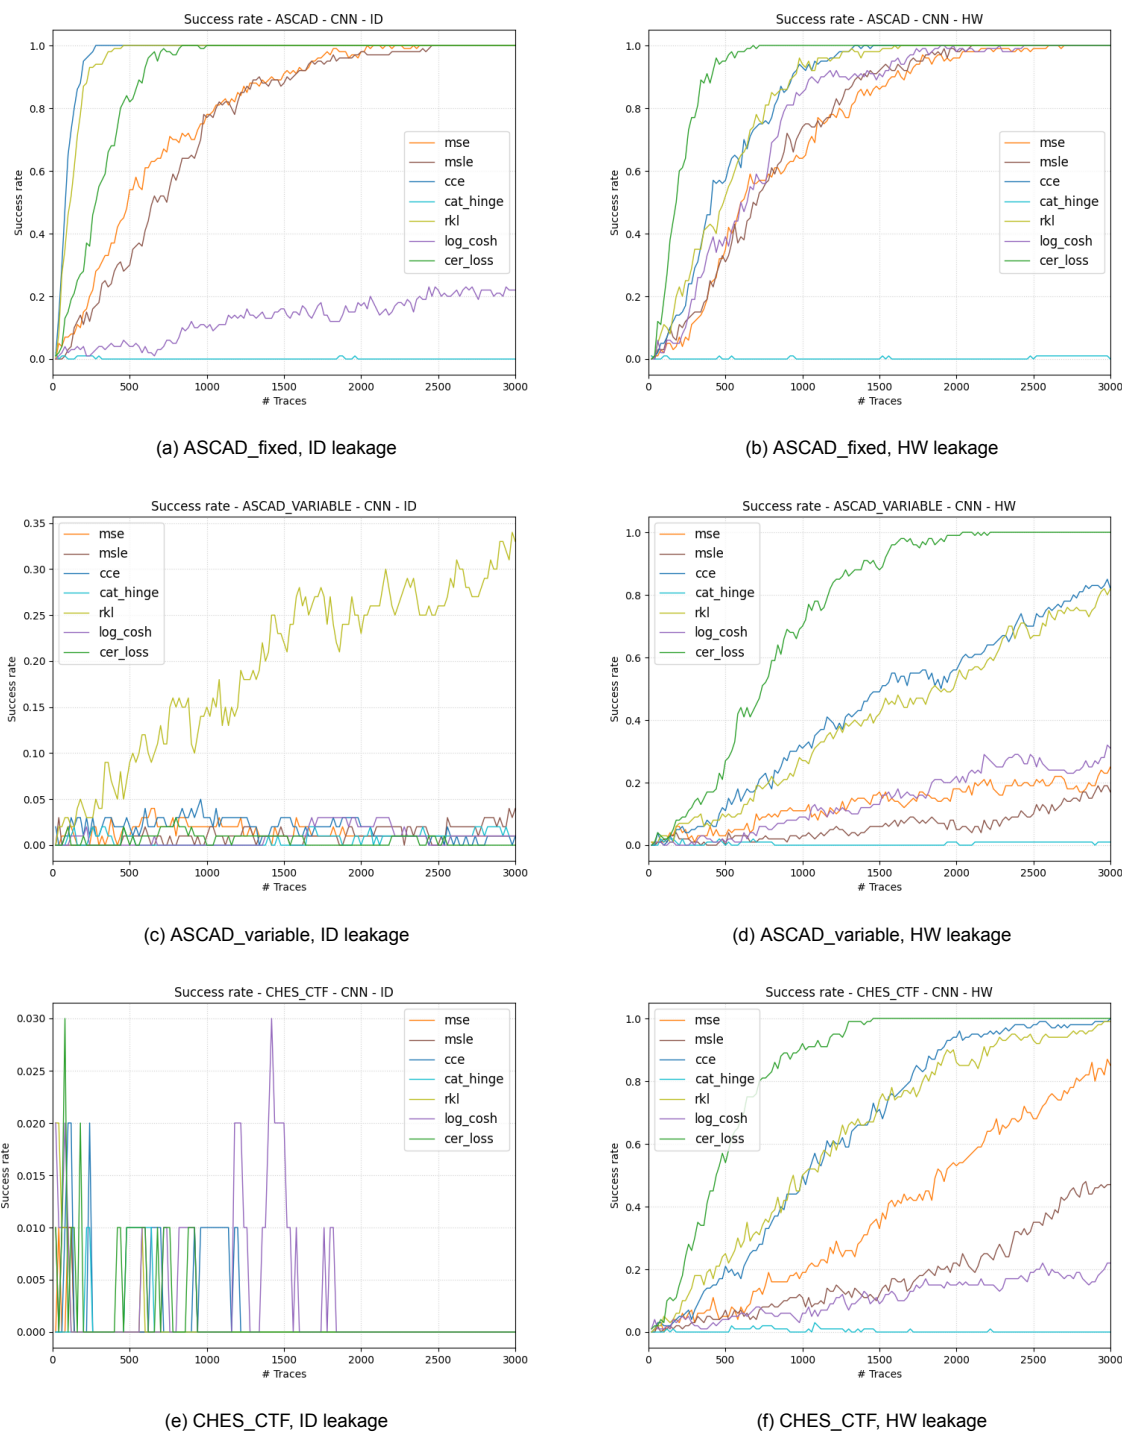 Success rate - ASCAD - CNN - ID
Success rate
1.0
0.8
0.6
0.4
0.2
0.0
mse
msle
cce
cat_hinge
rkl
log_cosh
cer_loss
0 500 1000 1500 2000 2500 3000
# Traces
(a) ASCAD_fixed, ID leakage
Success rate - ASCAD - CNN - HW
Success rate
1.0
0.8
0.6
0.4
0.2
0.0
mse
msle
cce
cat_hinge
rkl
log_cosh
cer_loss
0 500 1000 1500 2000 2500 3000
# Traces
(b) ASCAD_fixed, HW leakage
Success rate - ASCAD_VARIABLE - CNN - ID
Success rate
0.35
0.30
0.25
0.20
0.15
0.10
0.05
0.00
mse
msle
cce
cat_hinge
rkl
log_cosh
cer_loss
0 500 1000 1500 2000 2500 3000
# Traces
(c) ASCAD_variable, ID leakage
Success rate - ASCAD_VARIABLE - CNN - HW
Success rate
1.0
0.8
0.6
0.4
0.2
0.0
mse
msle
cce
cat_hinge
rkl
log_cosh
cer_loss
0 500 1000 1500 2000 2500 3000
# Traces
(d) ASCAD_variable, HW leakage
Success rate - CHES_CTF - CNN - ID
Success rate
0.030
0.025
0.020
0.015
0.010
0.005
0.000
mse
msle
cce
cat_hinge
rkl
log_cosh
cer_loss
0 500 1000 1500 2000 2500 3000
# Traces
(e) CHES_CTF, ID leakage
Success rate - CHES_CTF - CNN - HW
Success rate
1.0
0.8
0.6
0.4
0.2
0.0
mse
msle
cce
cat_hinge
rkl
log_cosh
cer_loss
0 500 1000 1500 2000 2500 3000
# Traces
(f) CHES_CTF, HW leakage